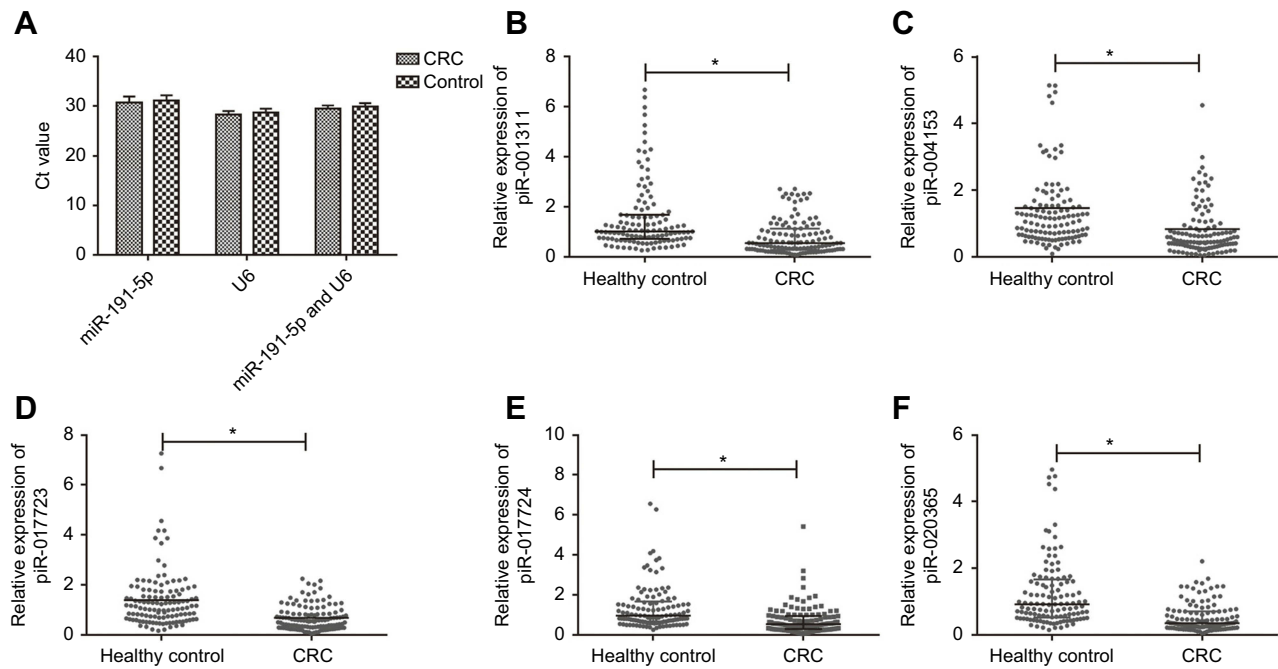 A
40
30
20
10
0
Ct value
CRC
Control
miR-191-5p
U6
miR-191-5p and U6
B
8
6
4
2
0
Relative expression of
piR-001311
*
Healthy control
CRC
C
6
4
2
0
Relative expression of
piR-004153
*
Healthy control
CRC
D
8
6
4
2
0
Relative expression of
piR-017723
*
Healthy control
CRC
E
10
8
6
4
2
0
Relative expression of
piR-017724
*
Healthy control
CRC
F
6
4
2
0
Relative expression of
piR-020365
*
Healthy control
CRC